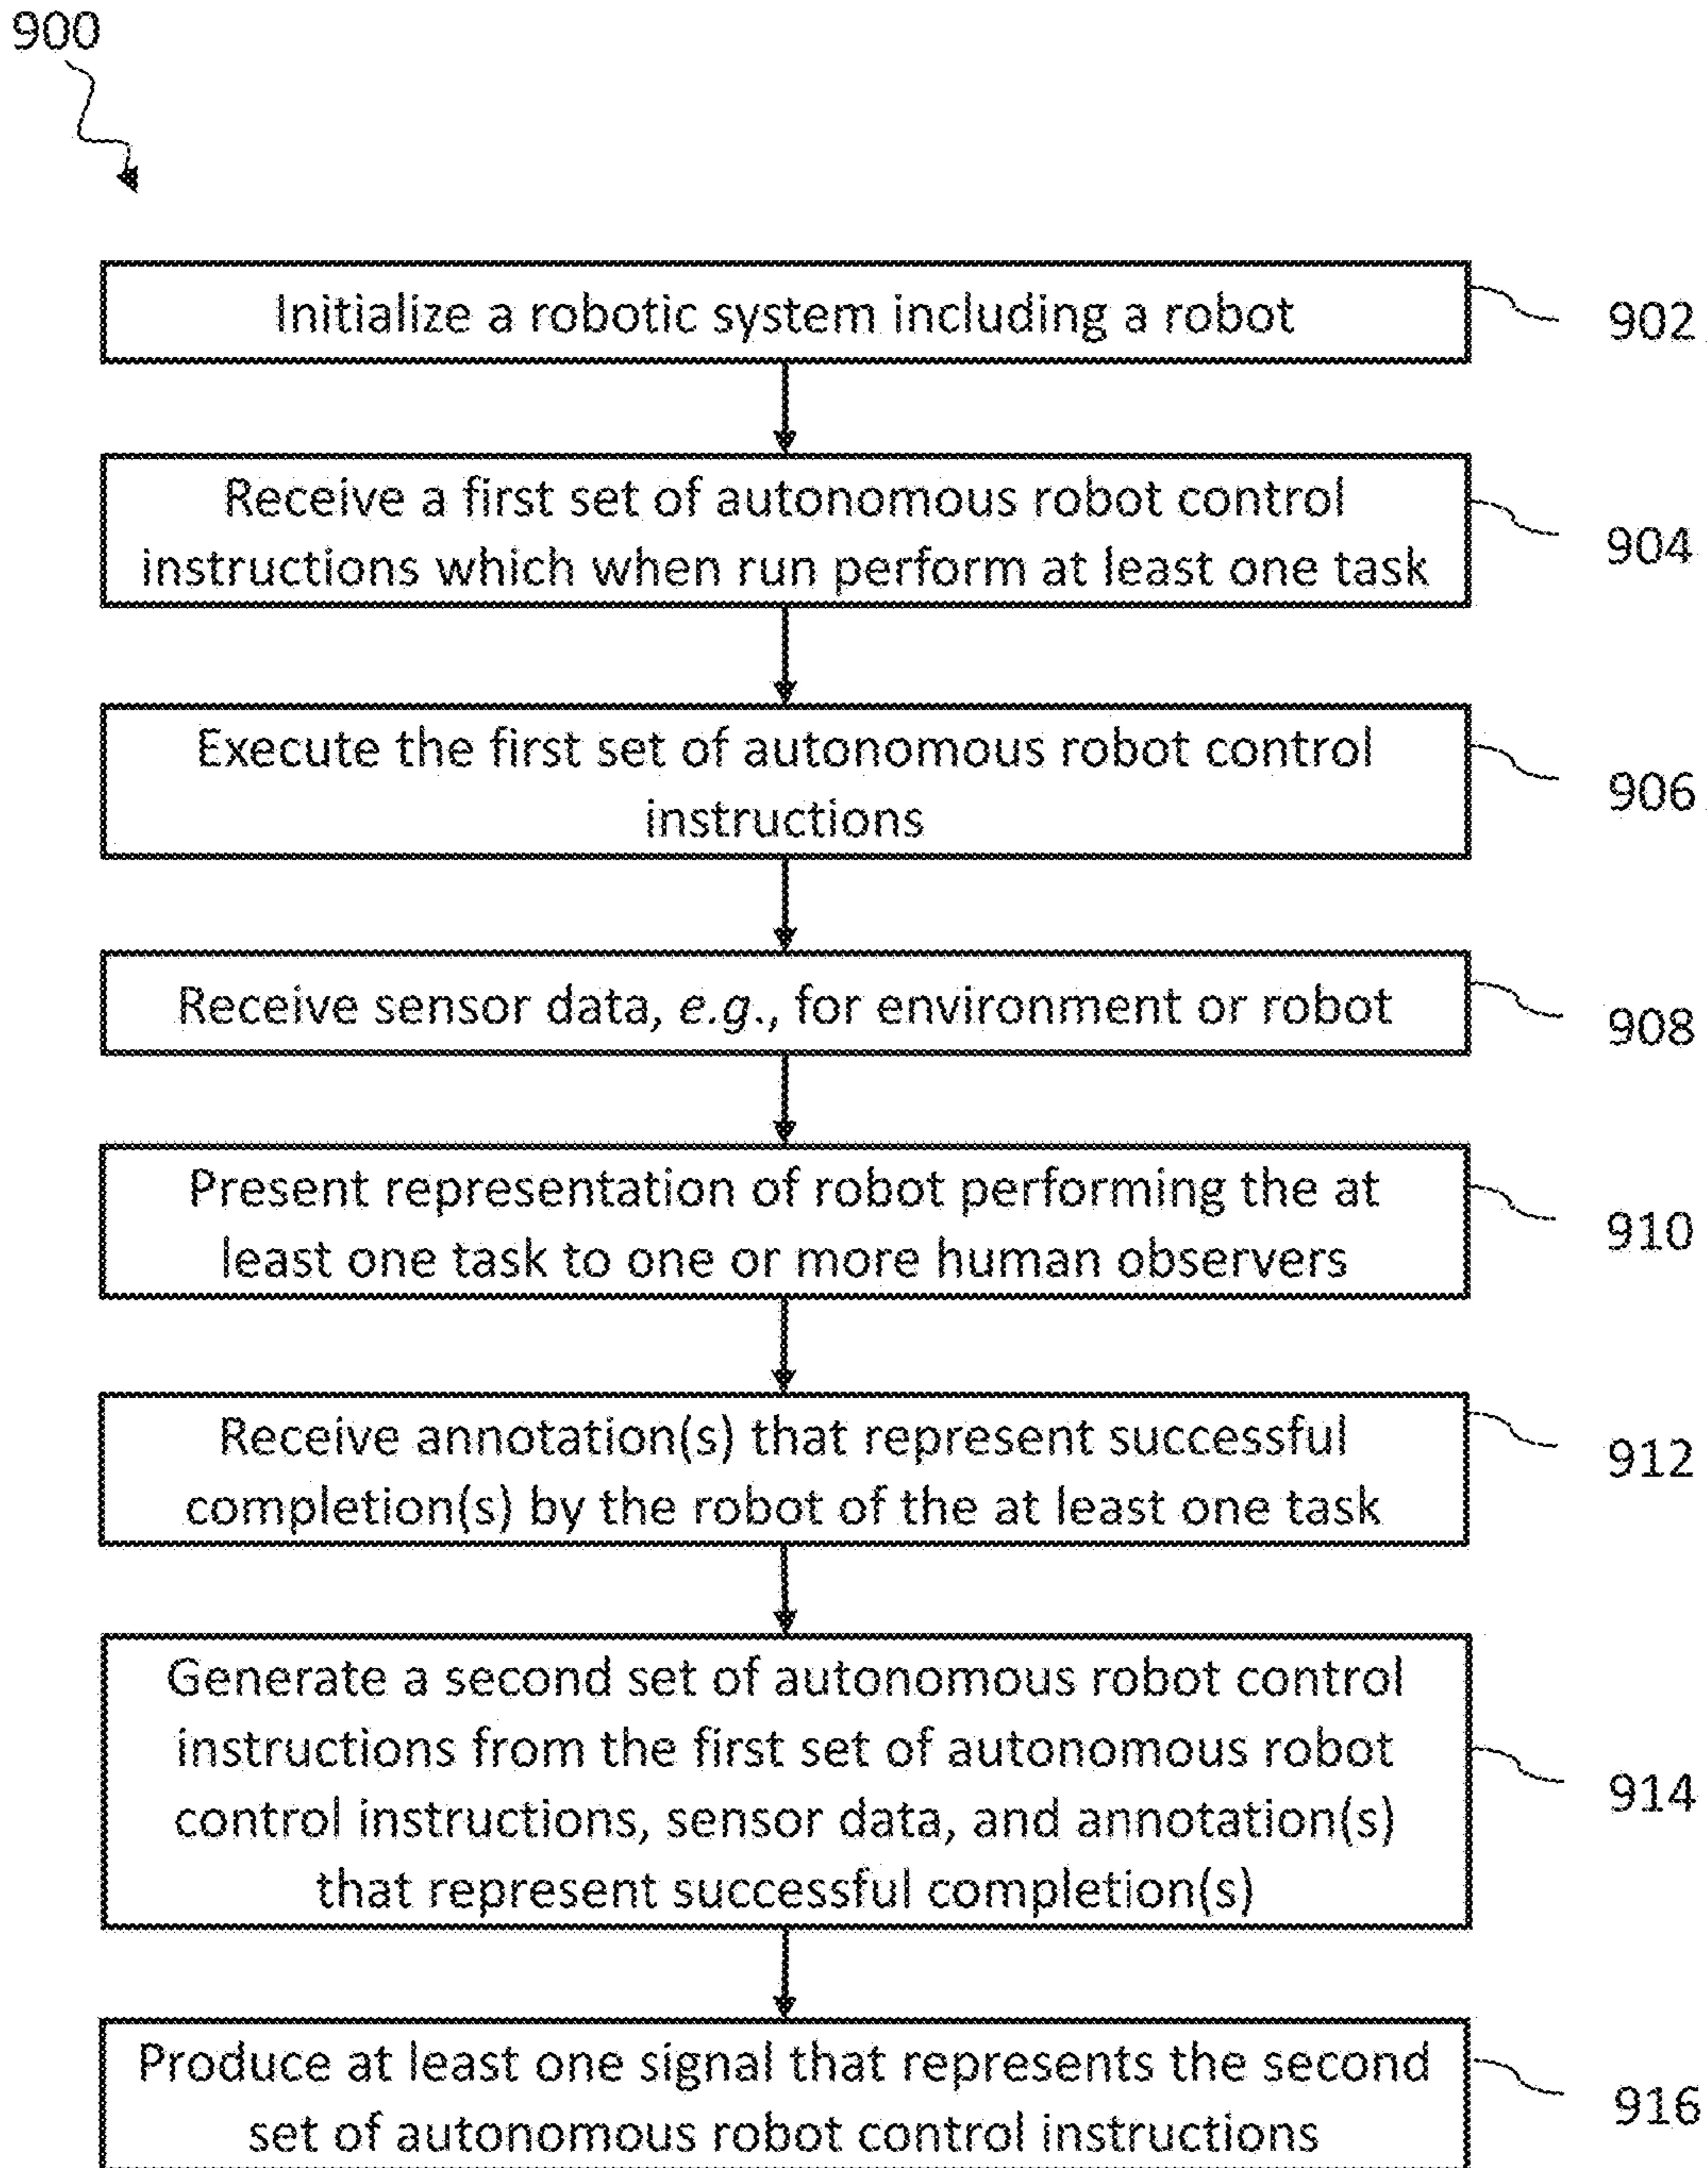 900
Initialize a robotic system including a robot
902
Receive a first set of autonomous robot control
instructions which when run perform at least one task
904
Execute the first set of autonomous robot control
instructions
906
Receive sensor data, e.g., for environment or robot
908
Present representation of robot performing the at
least one task to one or more human observers
910
Receive annotation(s) that represent successful
completion(s) by the robot of the at least one task
912
Generate a second set of autonomous robot control
instructions from the first set of autonomous robot
control instructions, sensor data, and annotation(s)
that represent successful completion(s)
914
Produce at least one signal that represents the second
set of autonomous robot control instructions
916